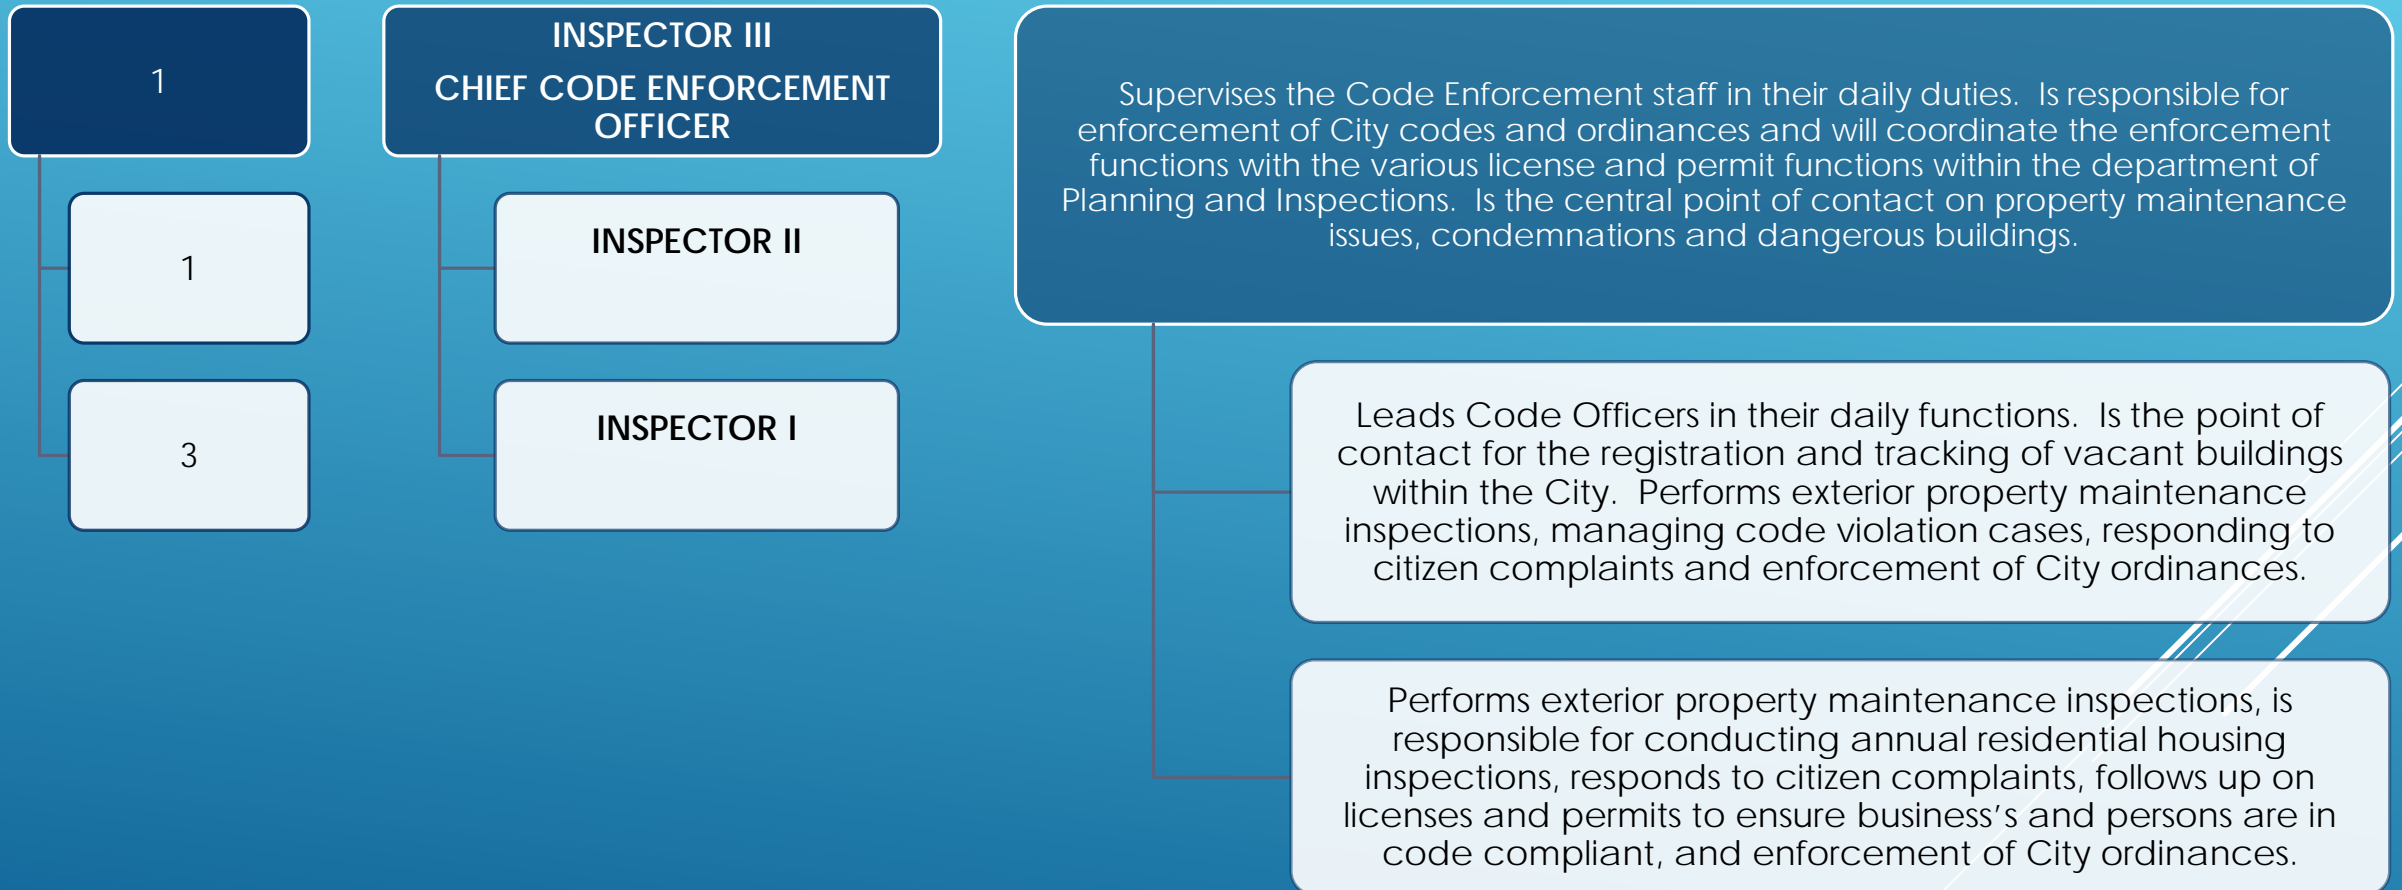 1
1
3
INSPECTOR III
CHIEF CODE ENFORCEMENT
OFFICER
INSPECTOR II
INSPECTOR I
Supervises the Code Enforcement staff in their daily duties.  Is responsible for
enforcement of City codes and ordinances and will coordinate the enforcement
functions with the various license and permit functions within the department of
Planning and Inspections.  Is the central point of contact on property maintenance
issues, condemnations and dangerous buildings.
Leads Code Officers in their daily functions.  Is the point of
contact for the registration and tracking of vacant buildings
within the City.  Performs exterior property maintenance
inspections, managing code violation cases, responding to
citizen complaints and enforcement of City ordinances.
Performs exterior property maintenance inspections, is
responsible for conducting annual residential housing
inspections, responds to citizen complaints, follows up on
licenses and permits to ensure business’s and persons are in
code compliant, and enforcement of City ordinances.